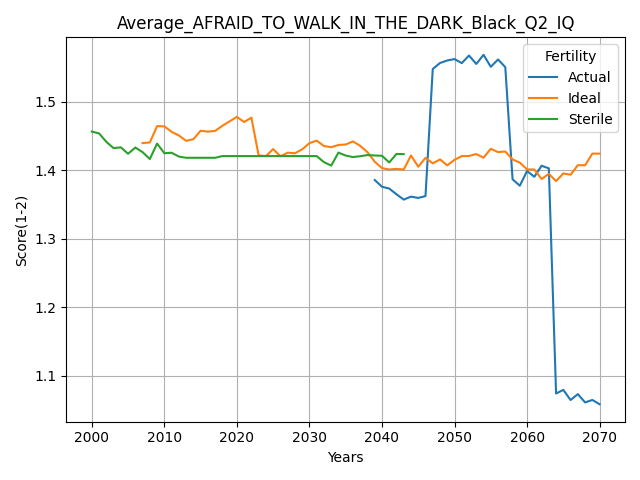 Average_AFRAID_TO_WALK_IN_THE_DARK_Black_Q2_IQ
Fertility
Actual
Ideal
Sterile
Score(1-2)
1.5
1.4
1.3
1.2
1.1
2000 2010 2020 2030 2040 2050 2060 2070
Years